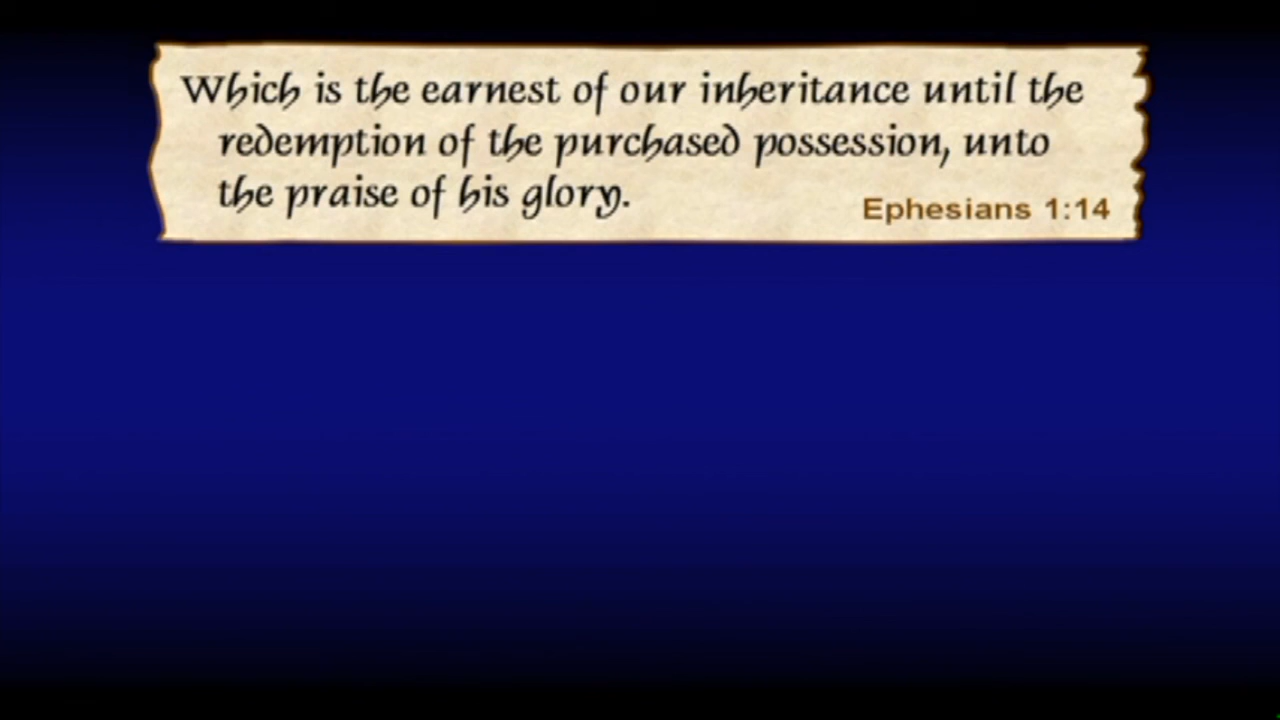 Which is the earnest of our inheritance until the
redemption of the purchased possession, unto
the praise of his glory.
Ephesians 1:14